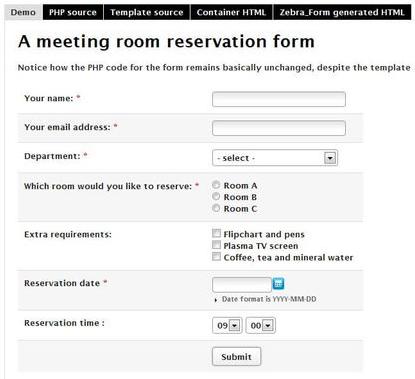 Demo PHP source Template source Container HTML Zebra_Form generated HTML
A meeting room reservation form
Notice how the PHP code for the form remains basically unchanged, despite the template
Your name: *
Your email address: *
Department: * - select -
Which room would you like to reserve: * Room A
Room B
Room C
Extra requirements: Flipchart and pens
Plasma TV screen
Coffee, tea and mineral water
Reservation date *
Date format is YYYY-MM-DD
Reservation time : 09 00
Submit